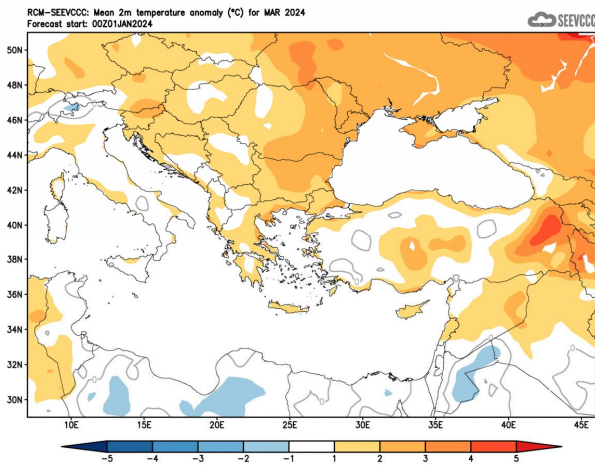 RCM-SEEVCCC: Mean 2m temperature anomaly (°C) for MAR 2024
Forecast start: 00Z01JAN2024
SEEVCCC
50N
48N
46N
44N
42N
40N
38N
36N
34N
32N
30N
10E 15E 20E 25E 30E 35E 40E 45E
-5 -4 -3 -2 -1 1 2 3 4 5